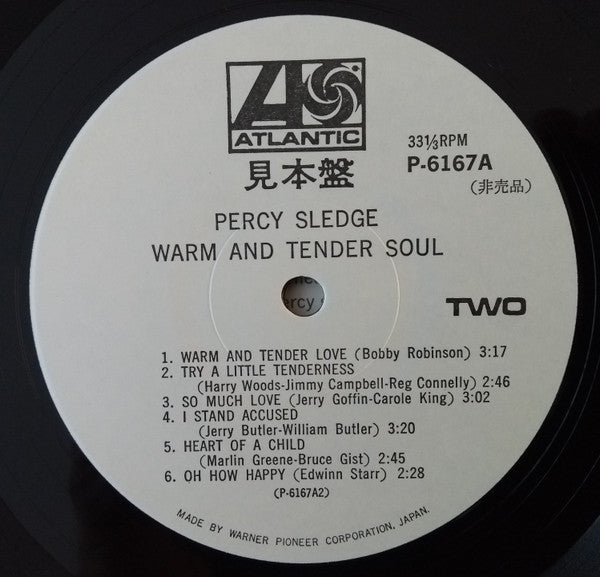 ATLANTIC
見本盤
33⅓RPM
P-6167A
(非売品)
PERCY SLEDGE
WARM AND TENDER SOUL
ercy
TWO
1. WARM AND TENDER LOVE (Bobby Robinson) 3:17
2. TRY A LITTLE TENDERNESS
(Harry Woods-Jimmy Campbell-Reg Connelly) 2:46
3. SO MUCH LOVE (Jerry Goffin-Carole King) 3:02
4. I STAND ACCUSED
(Jerry Butler-William Butler) 3:20
5. HEART OF A CHILD
(Marlin Greene-Bruce Gist) 2:45
6. OH HOW HAPPY (Edwinn Starr) 2:28
(P-6167A2)
MADE BY WARNER PIONEER CORPORATION, JAPAN.